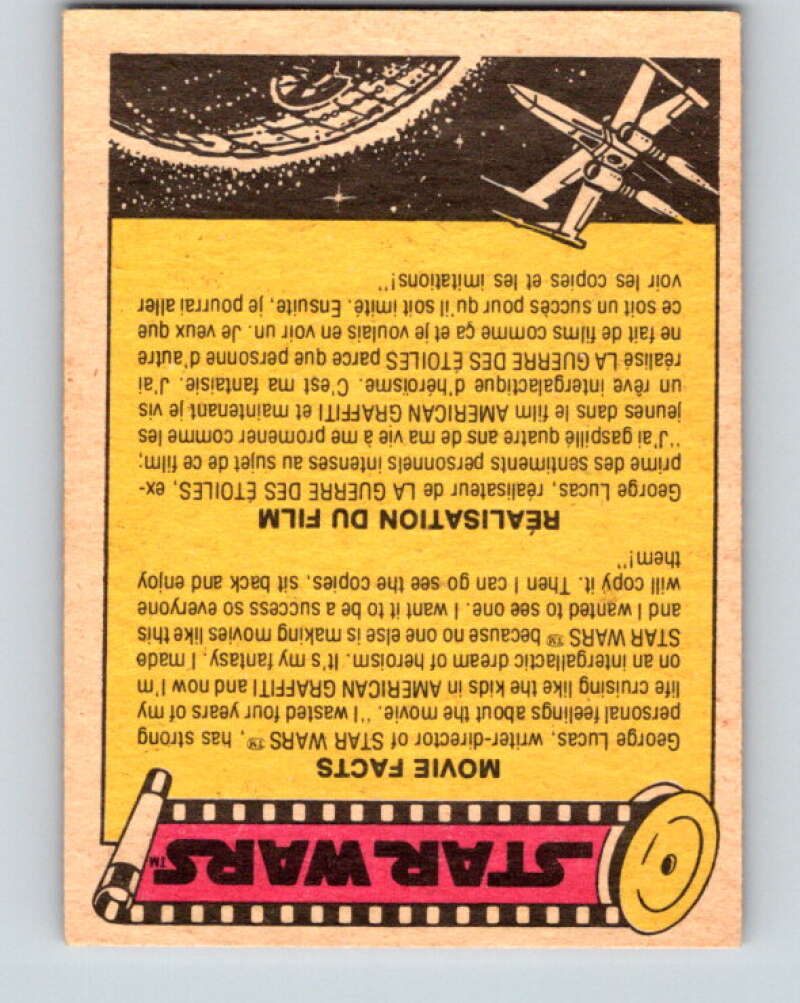 STAR WARS™
MOVIE FACTS
George Lucas, writer-director of STAR WARS ™, has strong
personal feelings about the movie. "I wasted four years of my
life cruising like the kids in AMERICAN GRAFFITI and now I'm
on an intergallactic dream of heroism. It's my fantasy. I made
STAR WARS ™ because no one else is making movies like this
and I wanted to see one. I want it to be a success so everyone
will copy it. Then I can go see the copies, sit back and enjoy
them!"
RÉALISATION DU FILM
George Lucas, réalisateur de LA GUERRE DES ÉTOILES, ex-
prime des sentiments personnels intenses au sujet de ce film;
"J'ai gaspillé quatre ans de ma vie à me promener comme les
jeunes dans le film AMERICAN GRAFFITI et maintenant je vis
un rêve intergalactique d'héroïsme. C'est ma fantaisie. J'ai
réalisé LA GUERRE DES ÉTOILES parce que personne d'autre
ne fait de films comme ça et je voulais en voir un. Je veux que
ce soit un succès pour qu'il soit imité. Ensuite, je pourrai aller
voir les copies et les imitations!"